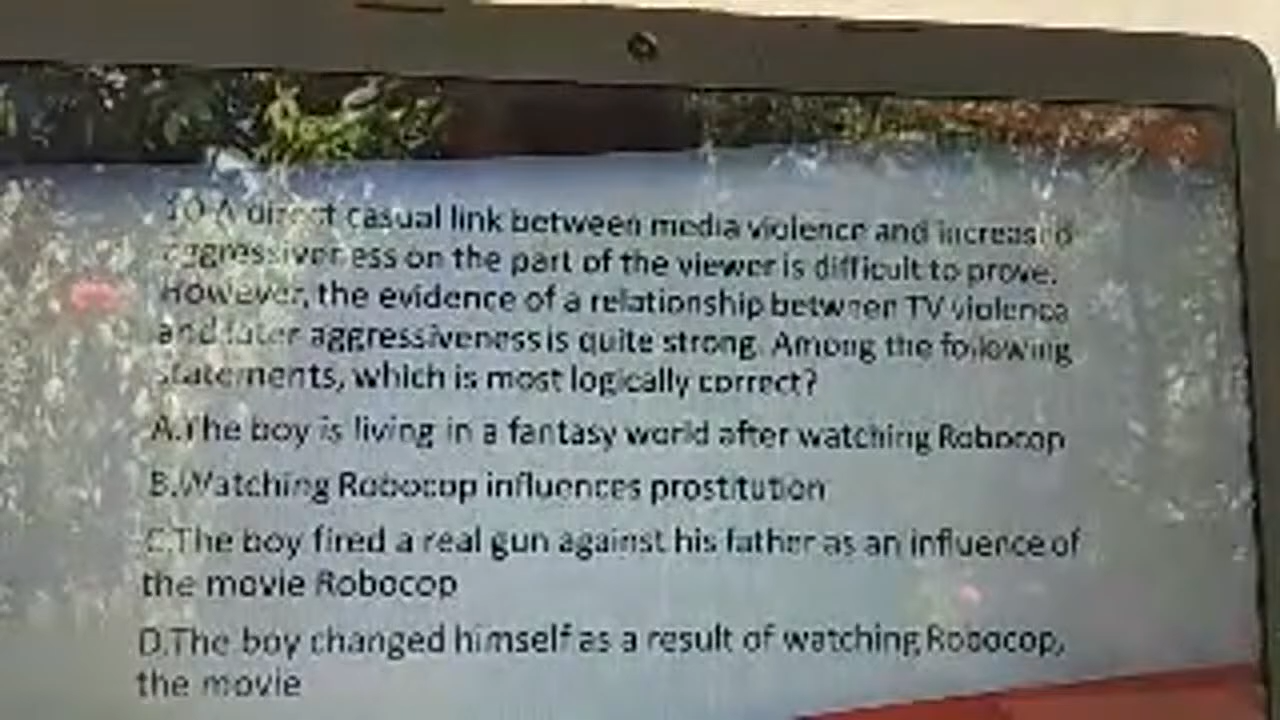 10 A direct casual link between media violence and increased
aggressiveness on the part of the viewer is difficult to prove.
However, the evidence of a relationship between TV violence
and later aggressiveness is quite strong. Among the following
statements, which is most logically correct?
A.The boy is living in a fantasy world after watching Robocop
B.Watching Robocop influences prostitution
C.The boy fired a real gun against his father as an influence of
the movie Robocop
D.The boy changed himself as a result of watching Robocop,
the movie